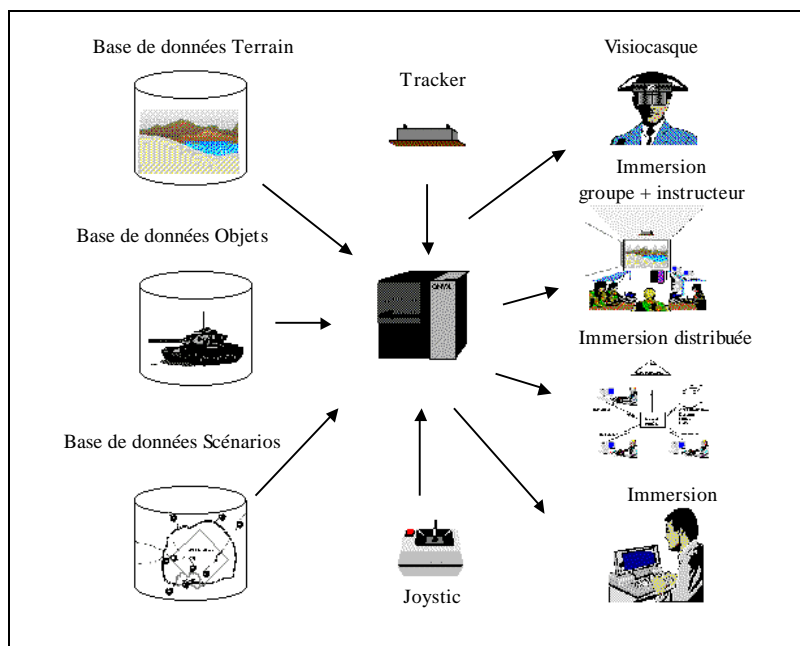 Base de données Terrain
Tracker
Visiocasque
Immersion
groupe + instructeur
Base de données Objets
Immersion distribuée
Base de données Scénarios
Immersion
Joystic